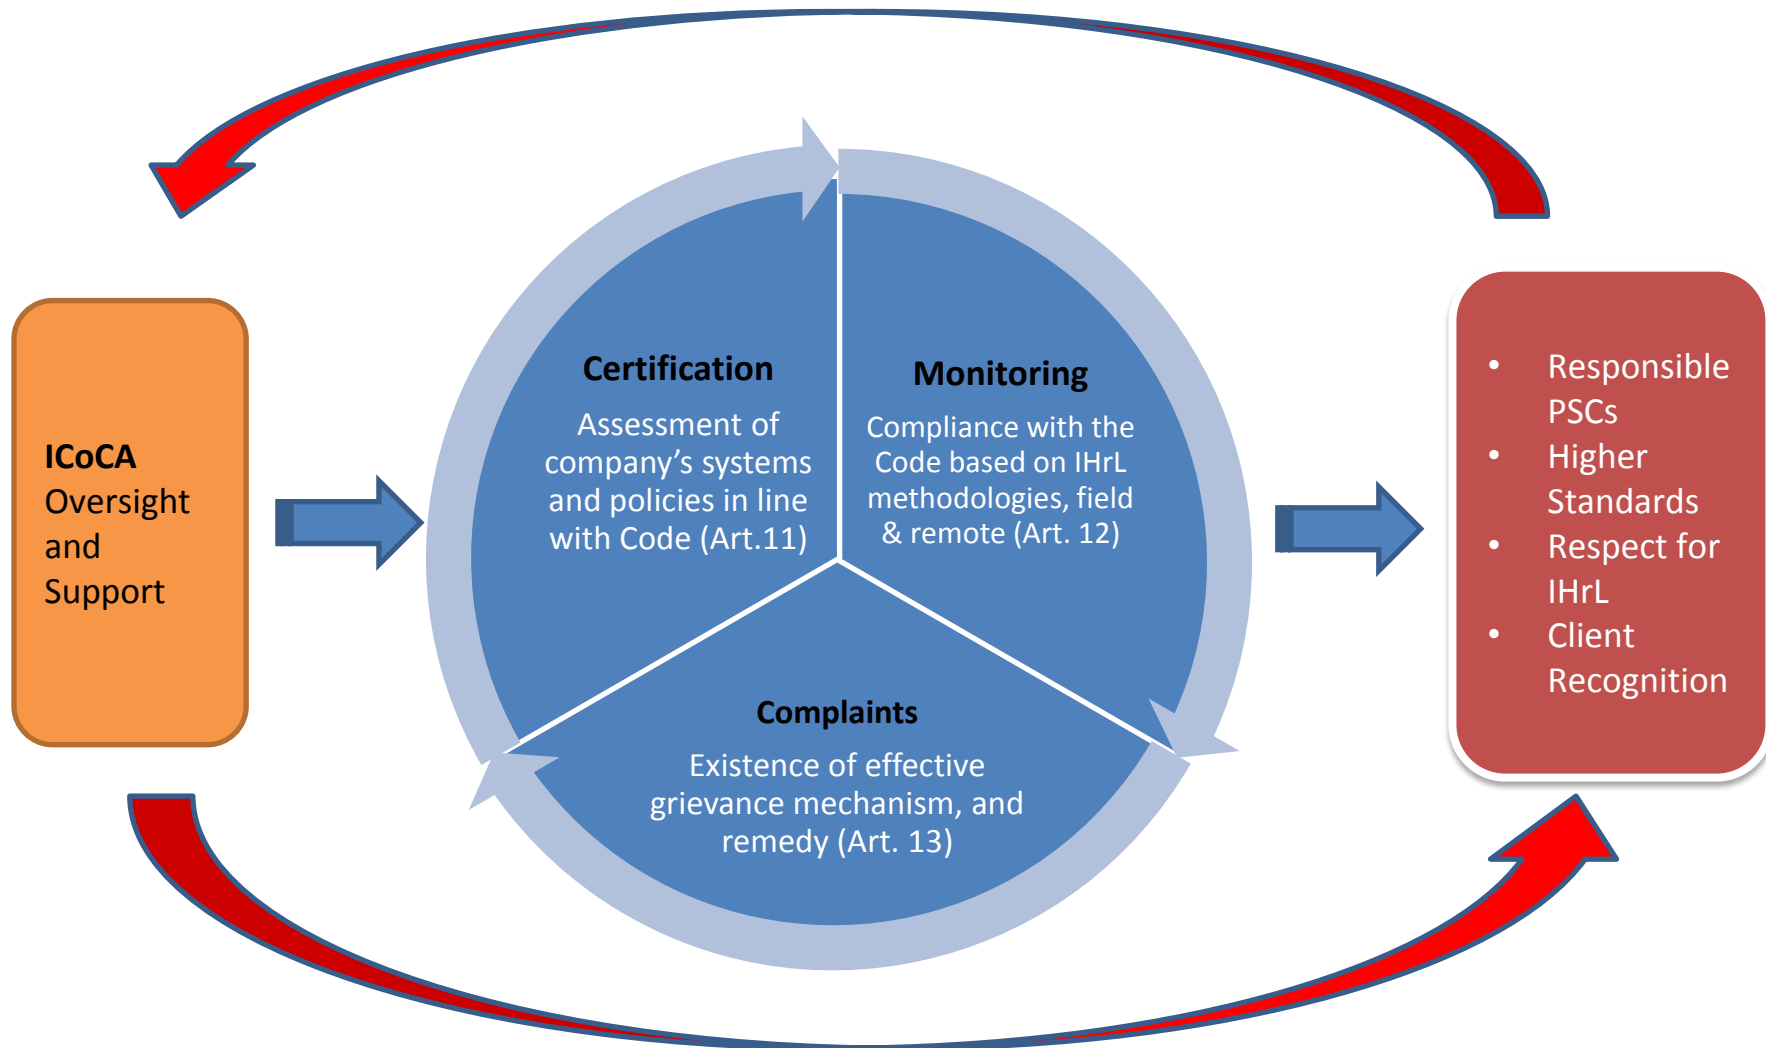 ICoCA
Oversight
and
Support
Certification
Assessment of
company’s systems
and policies in line
with Code (Art.11)
Monitoring
Compliance with the
Code based on IHrL
methodologies, field
& remote (Art. 12)
Complaints
Existence of effective
grievance mechanism, and
remedy (Art. 13)
• Responsible
PSCs
• Higher
Standards
• Respect for
IHrL
• Client
Recognition